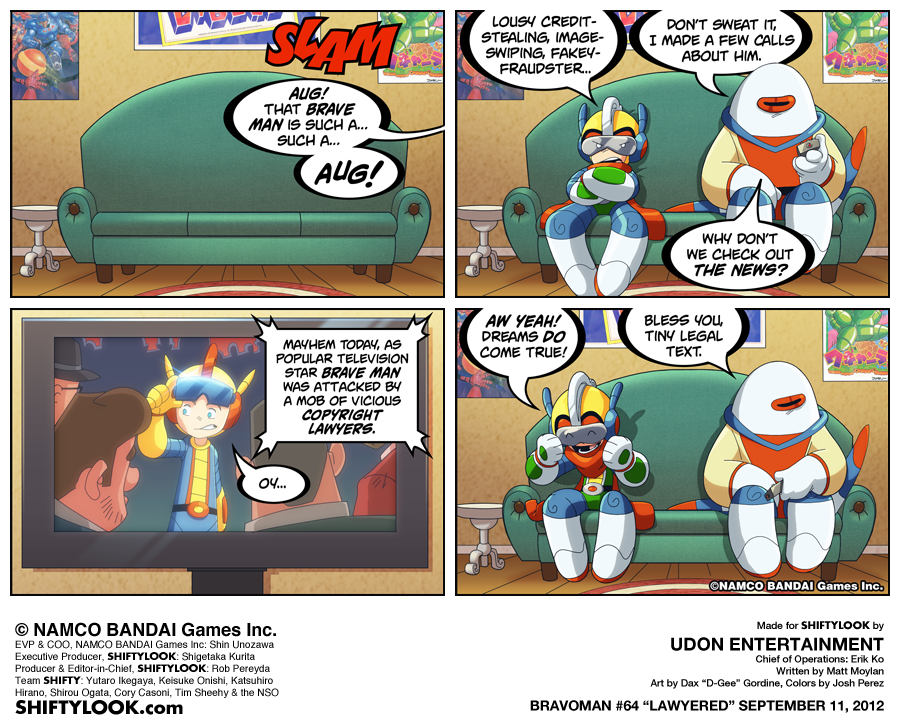 SLAM
AUG!
THAT BRAVE
MAN IS SUCH A...
SUCH A...
AUG!
LOUSY CREDIT-
STEALING, IMAGE-
SWIPING, FAKEY-
FRAUDSTER...
DON'T SWEAT IT,
I MADE A FEW CALLS
ABOUT HIM.
WHY DON'T
WE CHECK OUT
THE NEWS?
MAYHEM TODAY, AS
POPULAR TELEVISION
STAR BRAVE MAN
WAS ATTACKED BY
A MOB OF VICIOUS
COPYRIGHT
LAWYERS.
OY...
AW YEAH!
DREAMS DO
COME TRUE!
BLESS YOU,
TINY LEGAL
TEXT.
©NAMCO BANDAI Games Inc.
© NAMCO BANDAI Games Inc.
EVP & COO, NAMCO BANDAI Games Inc: Shin Unozawa
Executive Producer, SHIFTYLOOK: Shigetaka Kurita
Producer & Editor-in-Chief, SHIFTYLOOK: Rob Pereyda
Team SHIFTY: Yutaro Ikegaya, Keisuke Onishi, Katsuhiro
Hirano, Shirou Ogata, Cory Casoni, Tim Sheehy & the NSO
SHIFTYLOOK.com
Made for SHIFTYLOOK by
UDON ENTERTAINMENT
Chief of Operations: Erik Ko
Written by Matt Moylan
Art by Dax "D-Gee" Gordine, Colors by Josh Perez
BRAVOMAN #64 "LAWYERED" SEPTEMBER 11, 2012